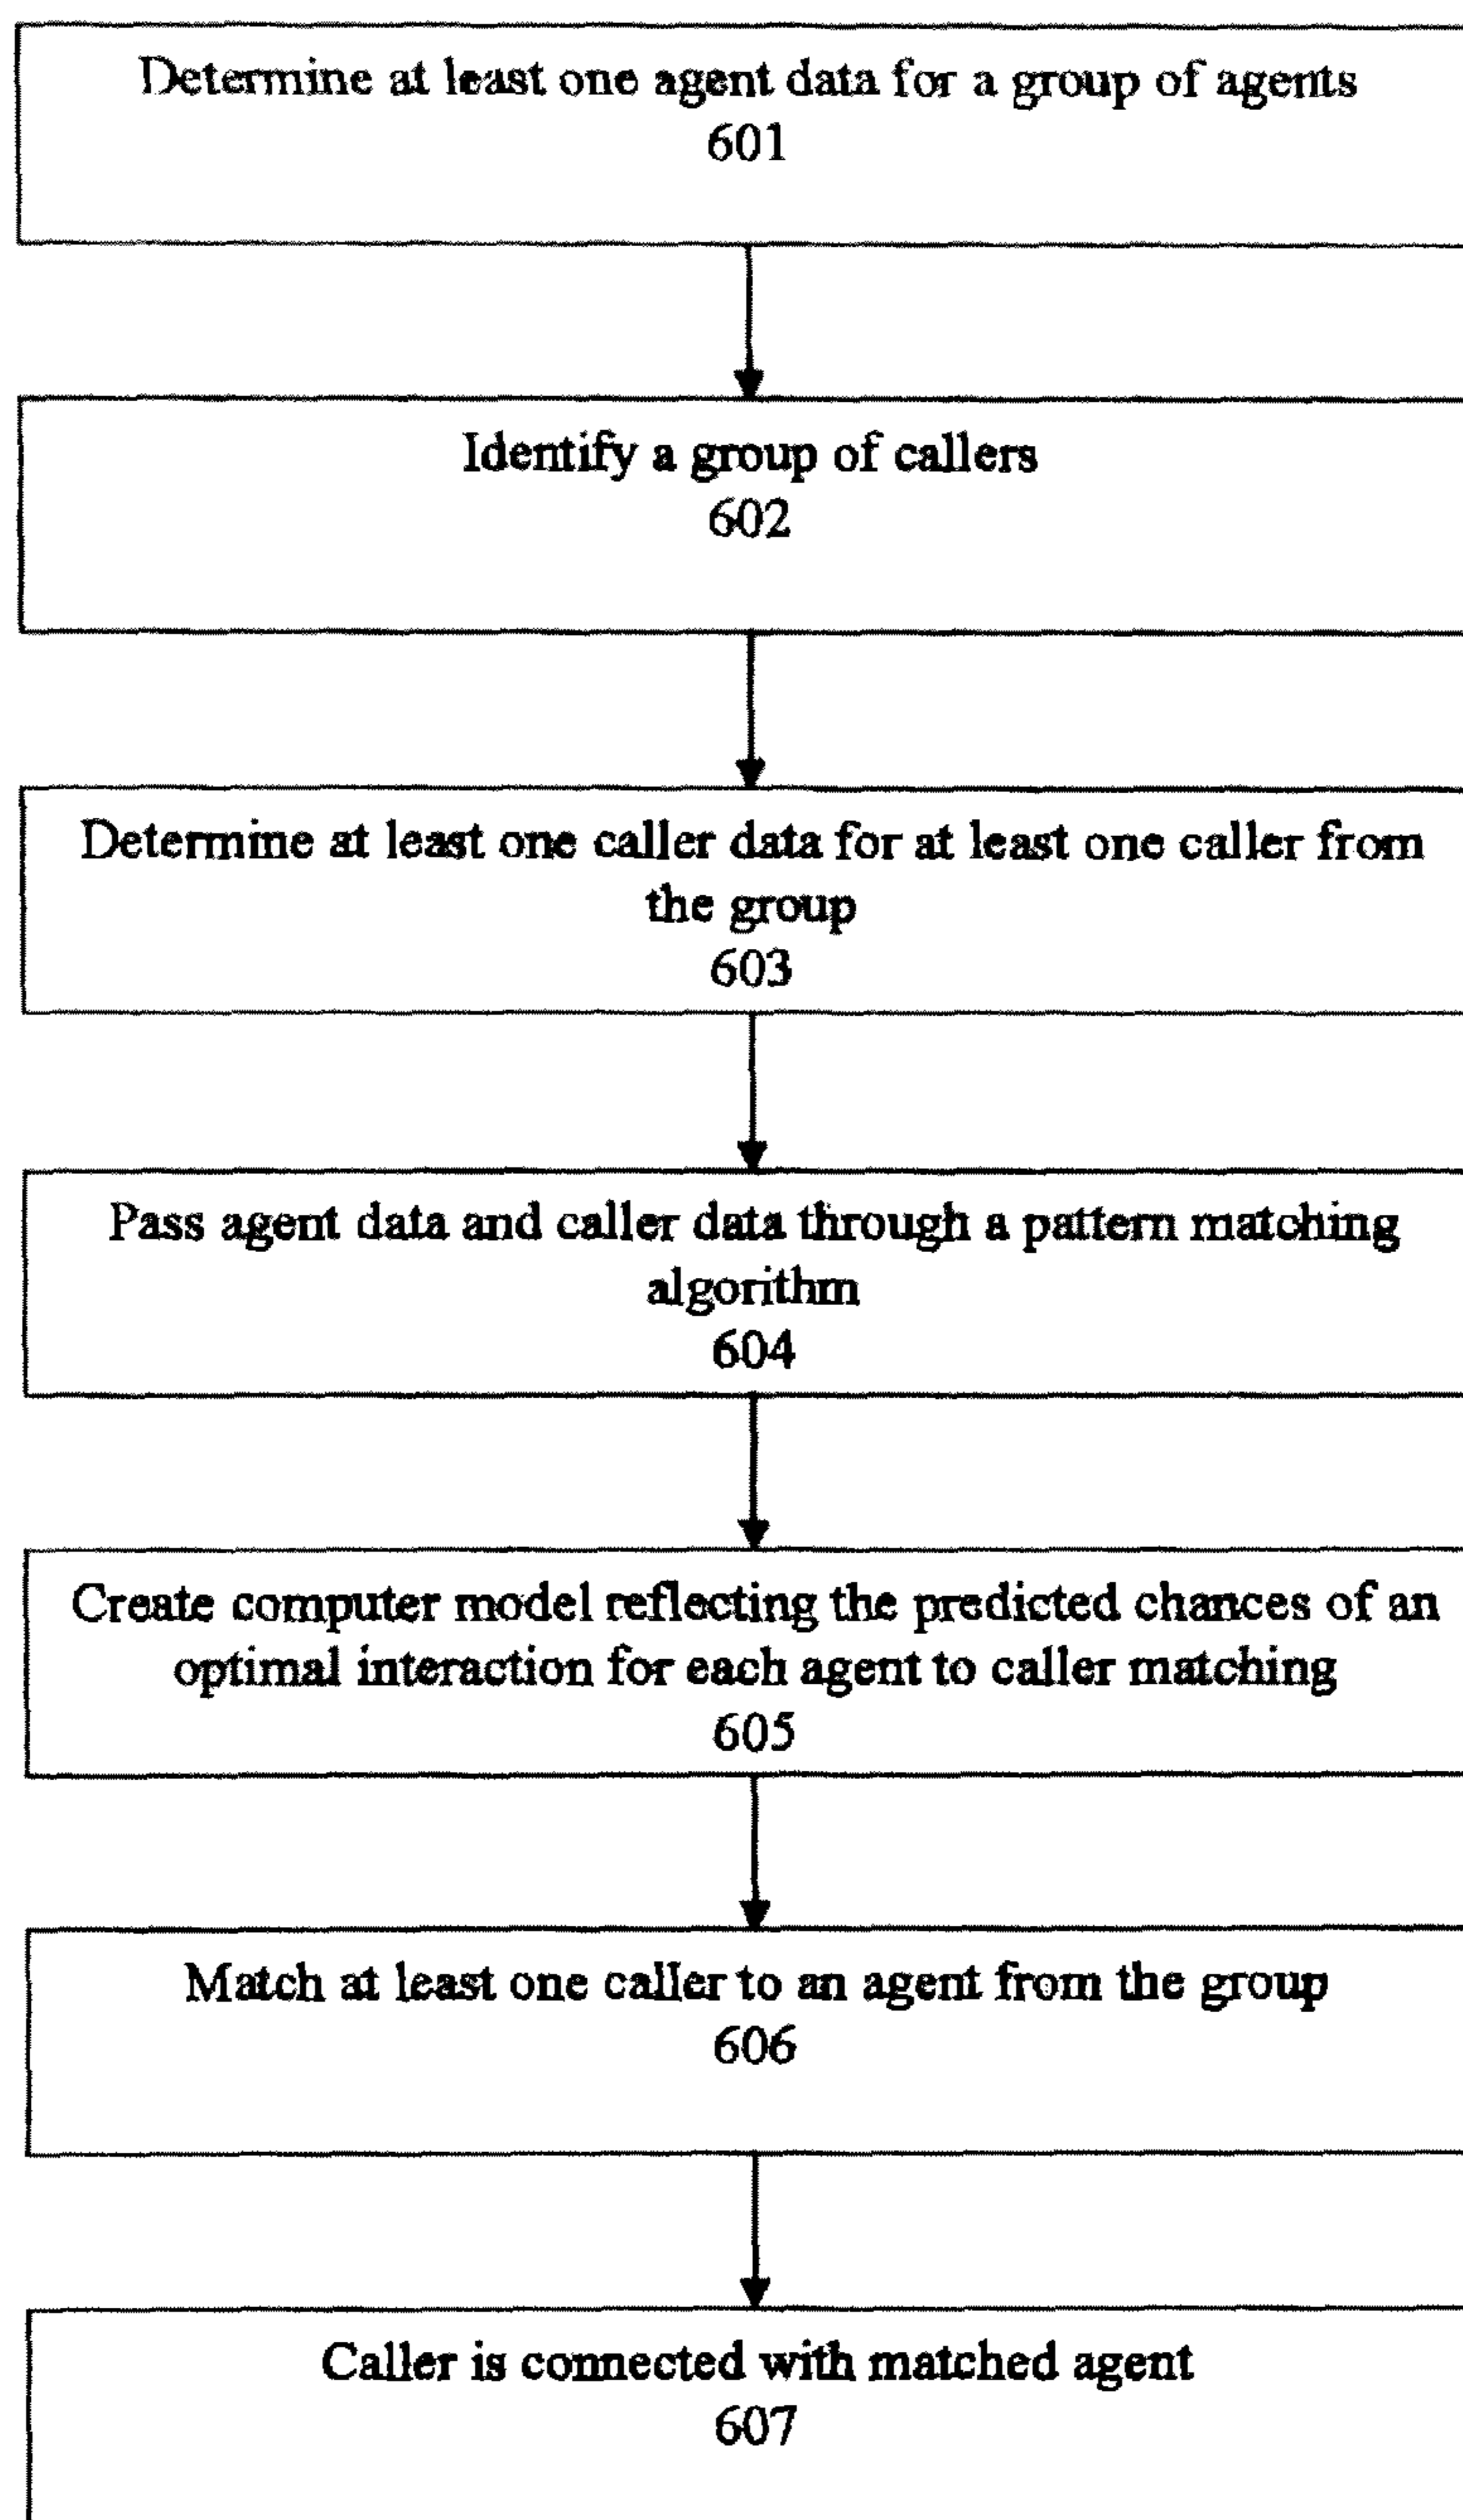 Determine at least one agent data for a group of agents
601
Identify a group of callers
602
Determine at least one caller data for at least one caller from
the group
603
Pass agent data and caller data through a pattern matching
algorithm
604
Create computer model reflecting the predicted chances of an
optimal interaction for each agent to caller matching
605
Match at least one caller to an agent from the group
606
Caller is connected with matched agent
607